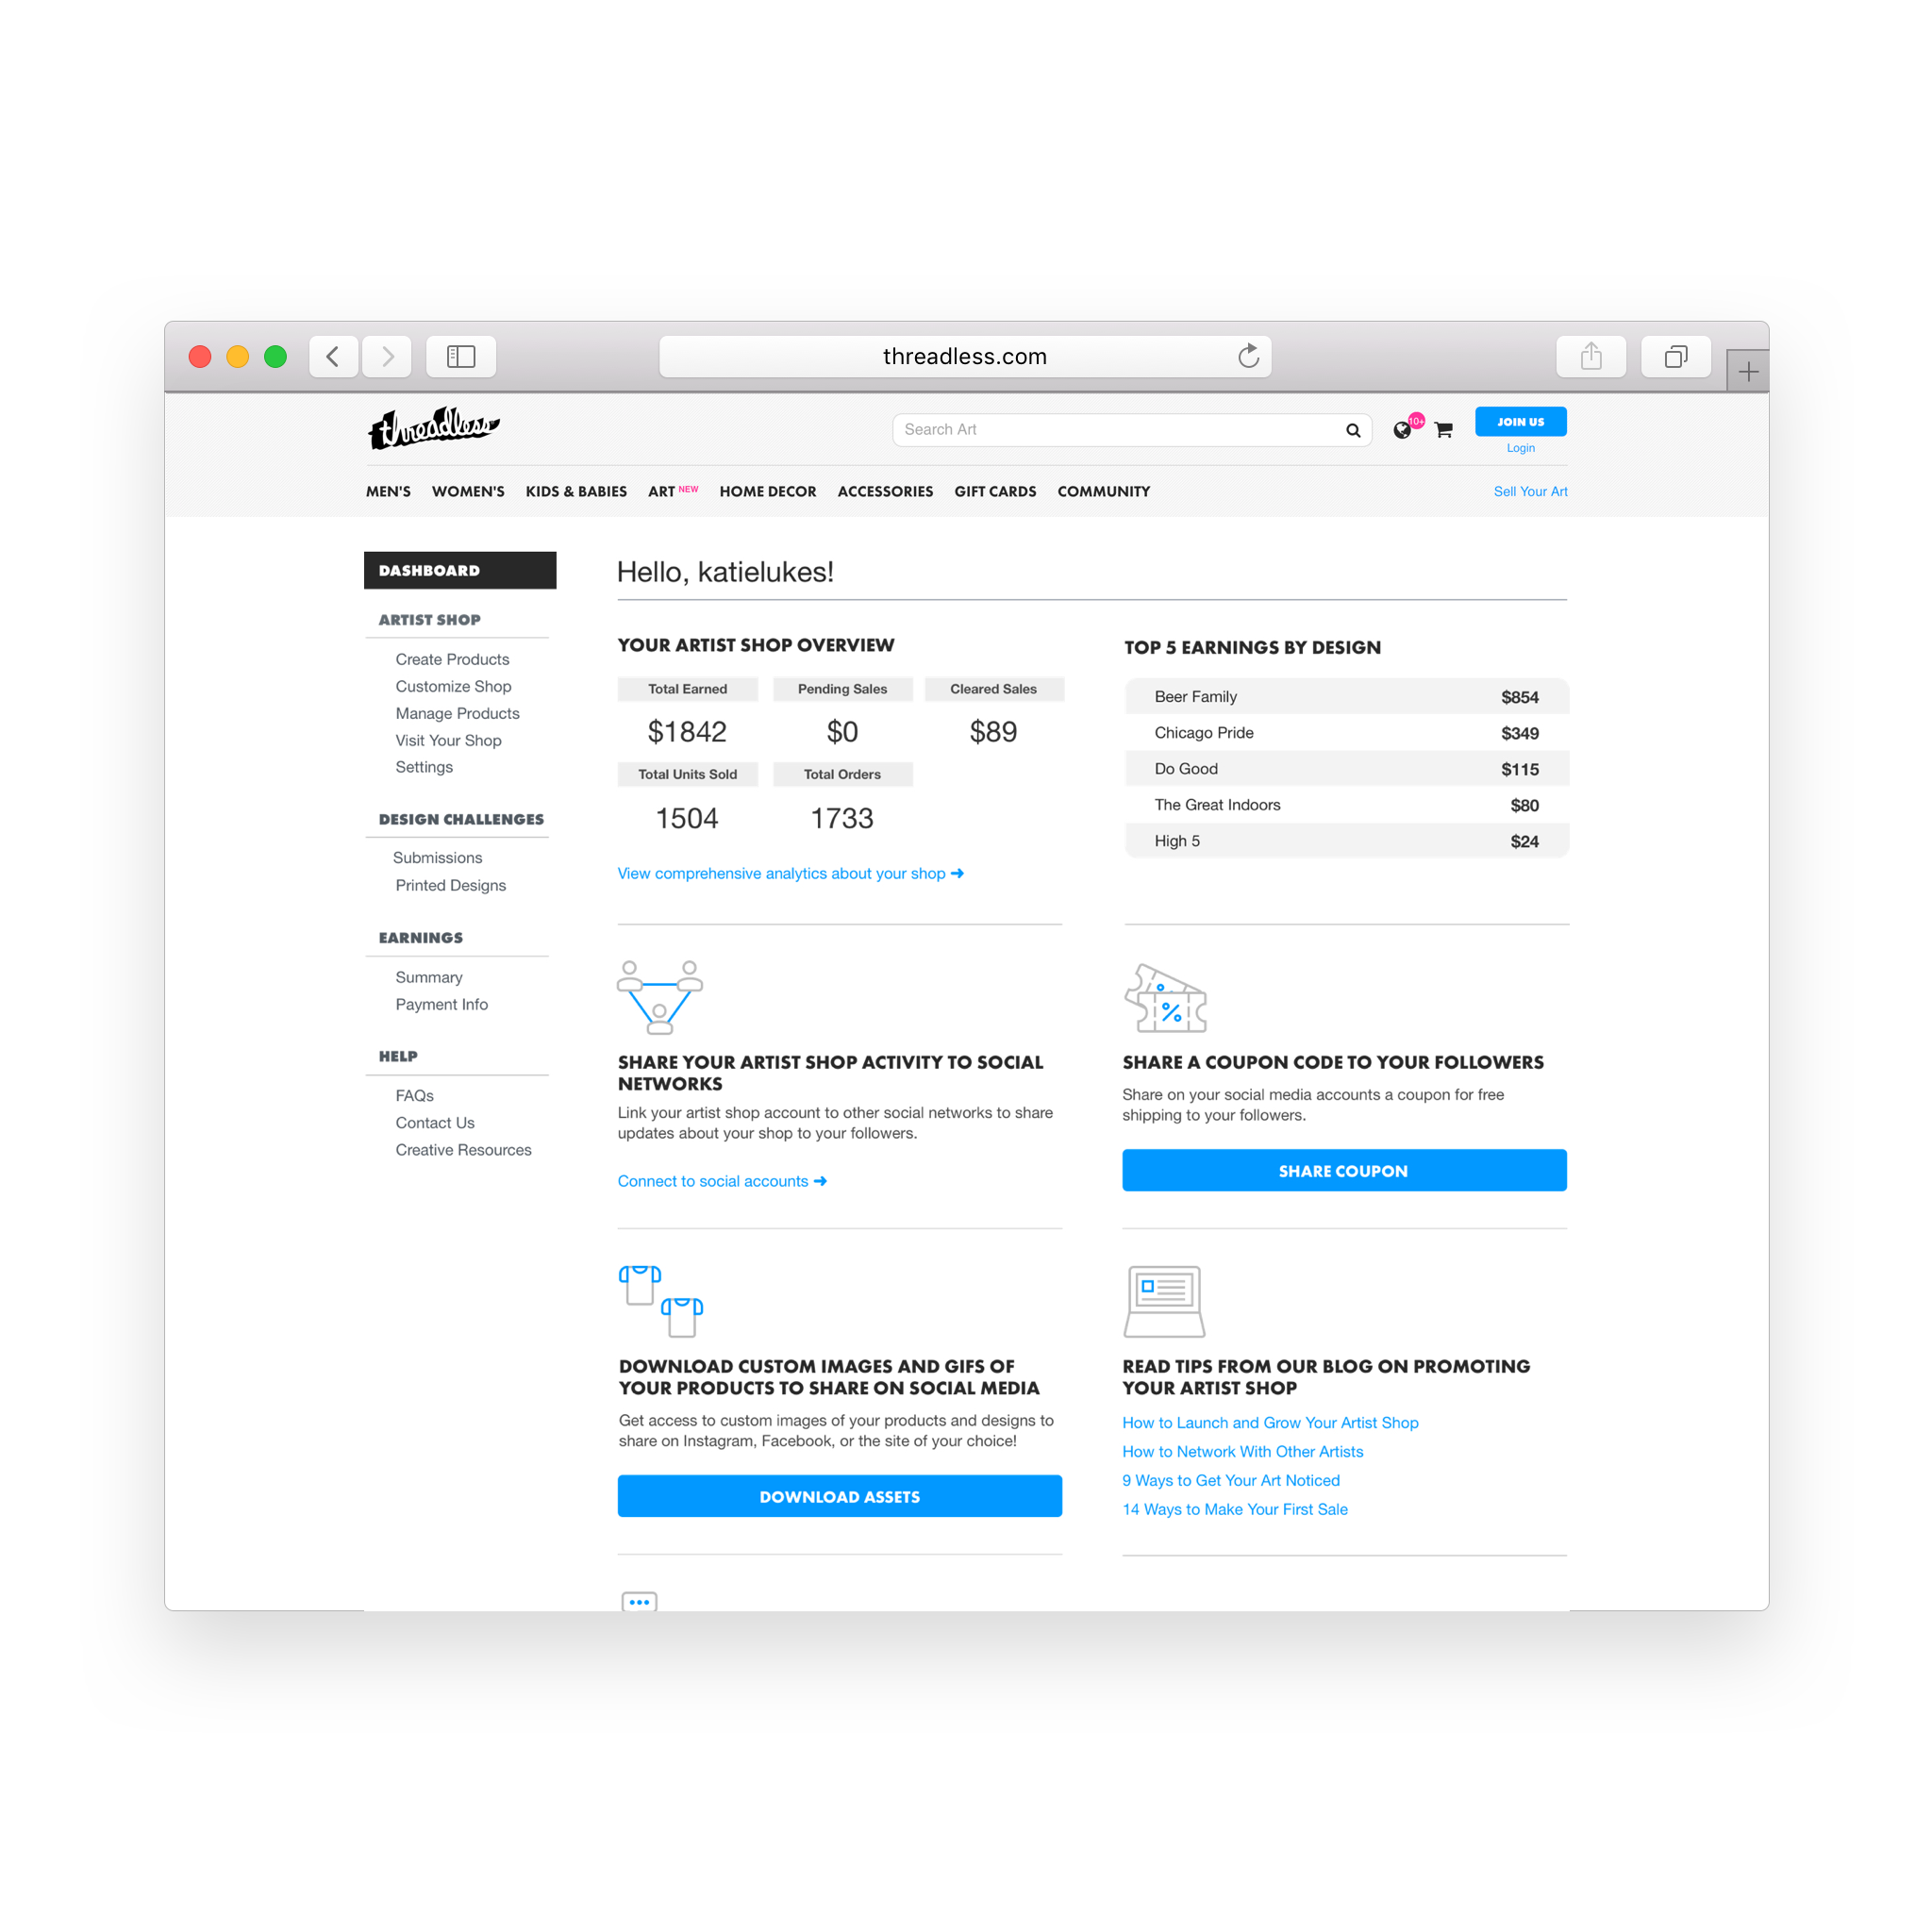 threadless.com
threadless
Search Art
10+
JOIN US
Login
MEN'S WOMEN'S KIDS & BABIES ART NEW HOME DECOR ACCESSORIES GIFT CARDS COMMUNITY Sell Your Art
DASHBOARD
ARTIST SHOP
Create Products
Customize Shop
Manage Products
Visit Your Shop
Settings
DESIGN CHALLENGES
Submissions
Printed Designs
EARNINGS
Summary
Payment Info
HELP
FAQs
Contact Us
Creative Resources
Hello, katielukes!
YOUR ARTIST SHOP OVERVIEW
Total Earned Pending Sales Cleared Sales
$1842 $0 $89
Total Units Sold Total Orders
1504 1733
View comprehensive analytics about your shop ➜
TOP 5 EARNINGS BY DESIGN
Beer Family $854
Chicago Pride $349
Do Good $115
The Great Indoors $80
High 5 $24
SHARE YOUR ARTIST SHOP ACTIVITY TO SOCIAL
NETWORKS
Link your artist shop account to other social networks to share
updates about your shop to your followers.
Connect to social accounts ➜
%
SHARE A COUPON CODE TO YOUR FOLLOWERS
Share on your social media accounts a coupon for free
shipping to your followers.
SHARE COUPON
DOWNLOAD CUSTOM IMAGES AND GIFS OF
YOUR PRODUCTS TO SHARE ON SOCIAL MEDIA
Get access to custom images of your products and designs to
share on Instagram, Facebook, or the site of your choice!
DOWNLOAD ASSETS
READ TIPS FROM OUR BLOG ON PROMOTING
YOUR ARTIST SHOP
How to Launch and Grow Your Artist Shop
How to Network With Other Artists
9 Ways to Get Your Art Noticed
14 Ways to Make Your First Sale